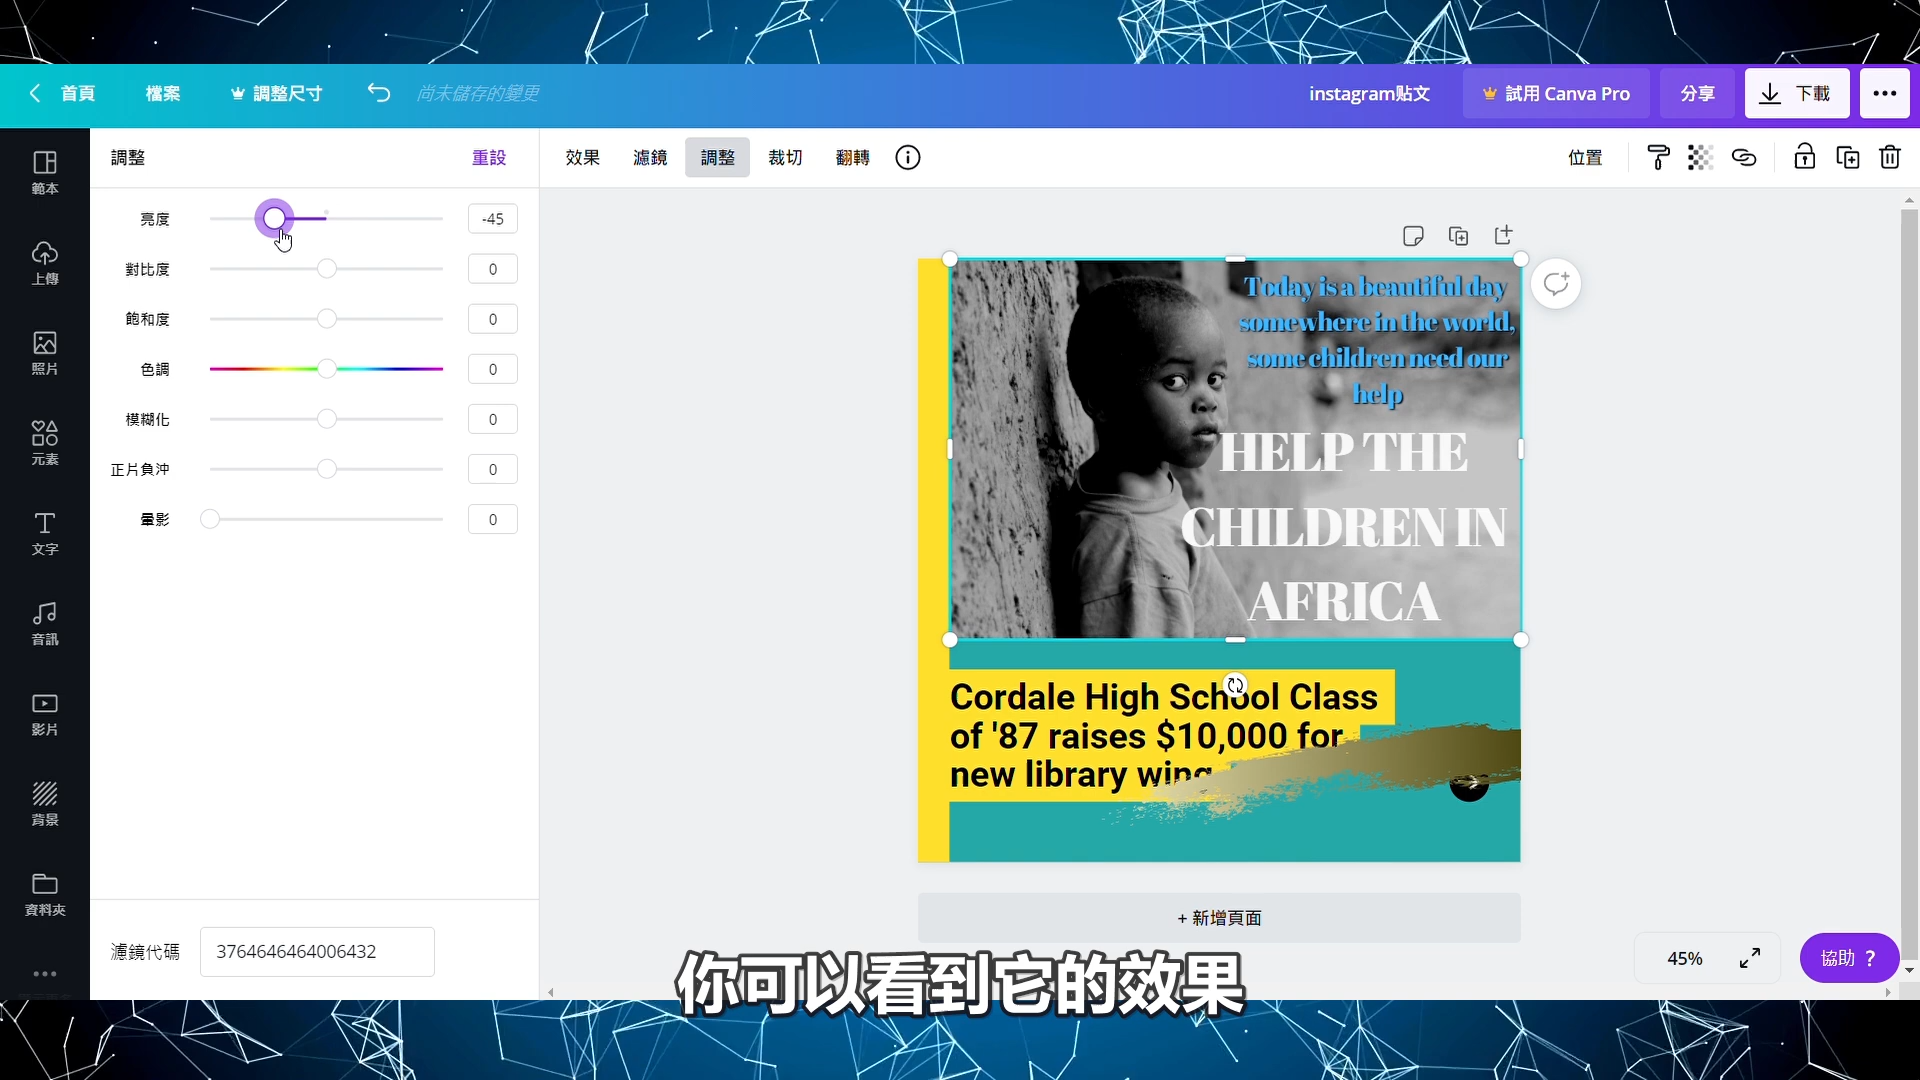 首頁
檔案
調整尺寸
尚未儲存的變更
instagram貼文
試用 Canva Pro
分享
下載
調整
重設
效果
濾鏡
調整
裁切
翻轉
位置
範本
上傳
照片
元素
文字
音訊
影片
背景
資料夾
亮度
-45
對比度
0
飽和度
0
色調
0
模糊化
0
正片負沖
0
暈影
0
濾鏡代碼
3764646464006432
Today is a beautiful day
somewhere in the world,
some children need our
help
HELP THE
CHILDREN IN
AFRICA
Cordale High School Class
of '87 raises $10,000 for
new library wing
+ 新增頁面
45%
協助 ?
你可以看到它的效果